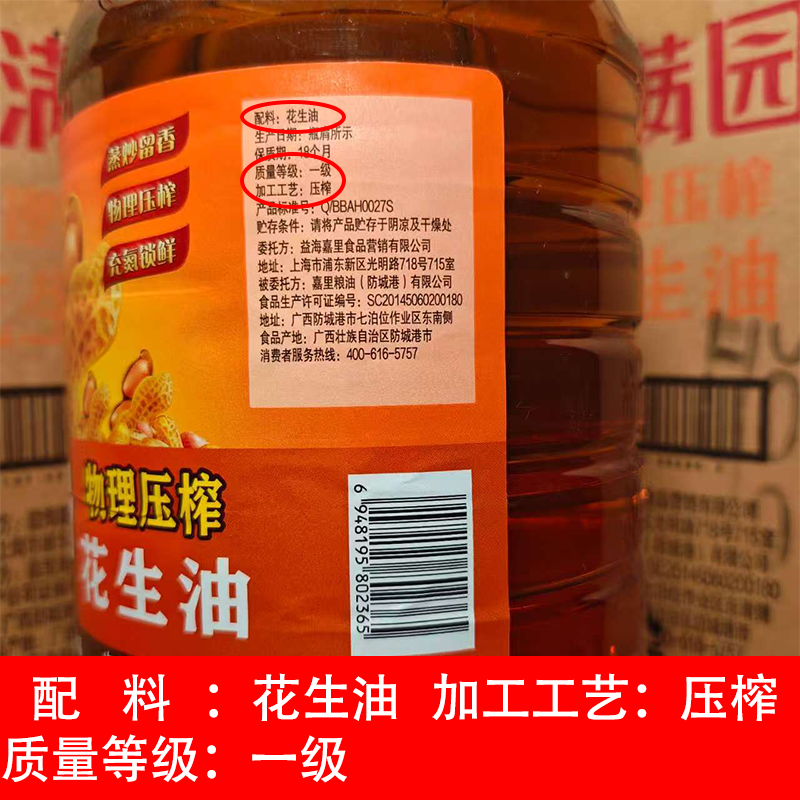 满
满园
蒸炒留香
物理压榨
充氮锁鲜
配料：花生油
生产日期：瓶肩所示
保质期：18个月
质量等级：一级
加工工艺：压榨
产品标准号：Q/BBAH0027S
贮存条件：请将产品贮存于阴凉及干燥处
委托方：益海嘉里食品营销有限公司
地址：上海市浦东新区光明路718号715室
被委托方：嘉里粮油（防城港）有限公司
食品生产许可证编号：SC20145060200180
地址：广西防城港市七泊位作业区东南侧
食品产地：广西壮族自治区防城港市
消费者服务热线：400-616-5757
压榨
生油
物理压榨
花生油
6 948195 802365
配 料 ：花生油 加工工艺：压榨
质量等级：一级